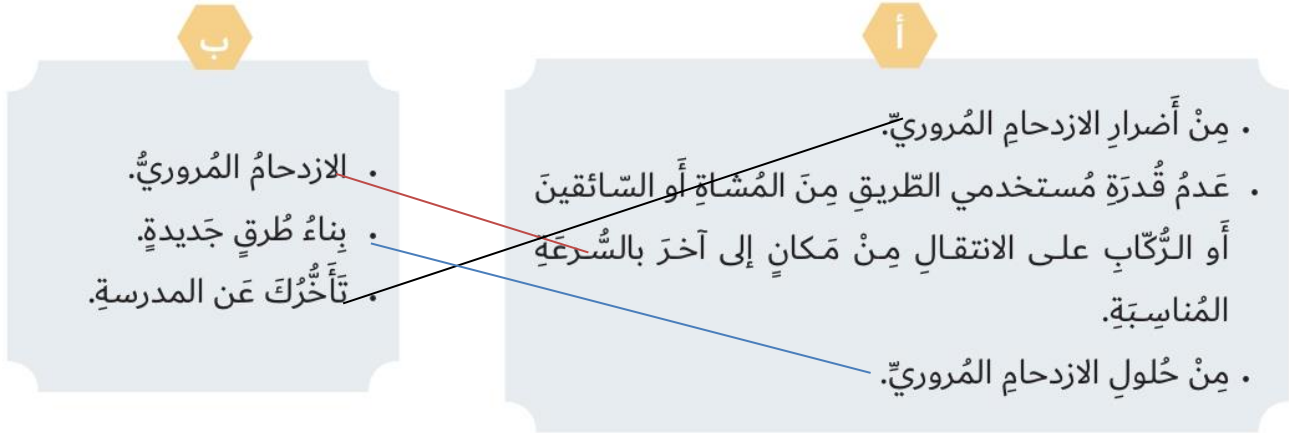 أ
• مِنْ أَضرارِ الازدحامِ المُروريِّ.
• عَدمُ قُدرَةِ مُستخدمي الطّريقِ مِنَ المُشاةِ أَو السّائقينَ
أَو الرُّكّابِ على الانتقالِ مِنْ مَكانٍ إلى آخرَ بالسُّرعَةِ
المُناسِبَةِ.
• مِنْ حُلولِ الازدحامِ المُروريِّ.
ب
• الازدحامُ المُروريُّ.
• بِناءُ طُرقٍ جَديدةٍ.
• تَأَخُّرُكَ عَن المدرسةِ.